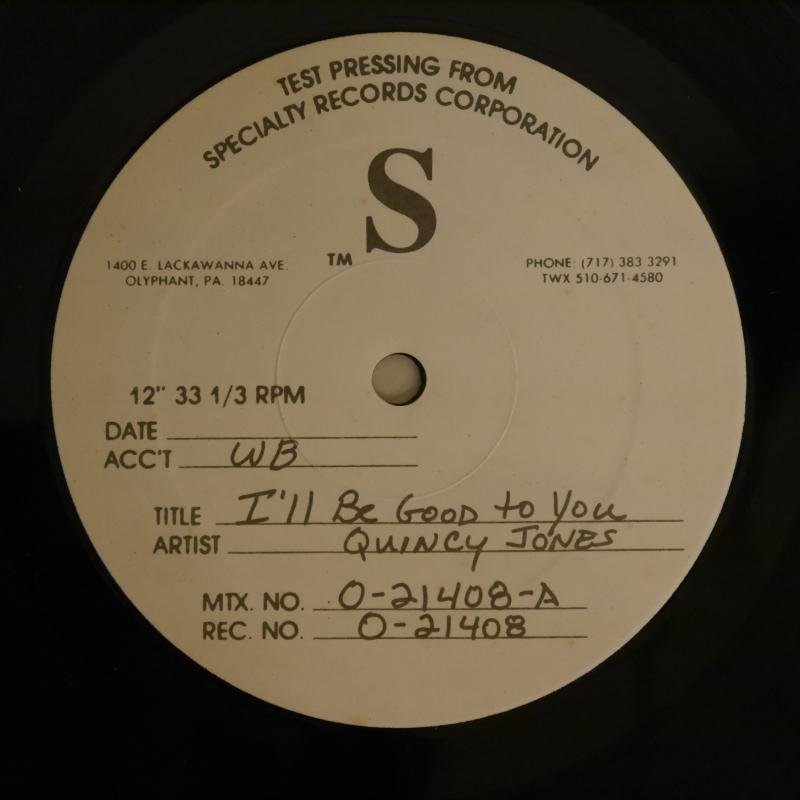 TEST PRESSING FROM
SPECIALTY RECORDS CORPORATION
S
TM
1400 E. LACKAWANNA AVE.
OLYPHANT, PA. 18447
PHONE: (717) 383 3291
TWX 510-671-4580
12" 33 1/3 RPM
DATE
ACC'T WB
TITLE I'll Be Good to You
ARTIST QUINCY JONES
MTX. NO. 0-21408-A
REC. NO. 0-21408